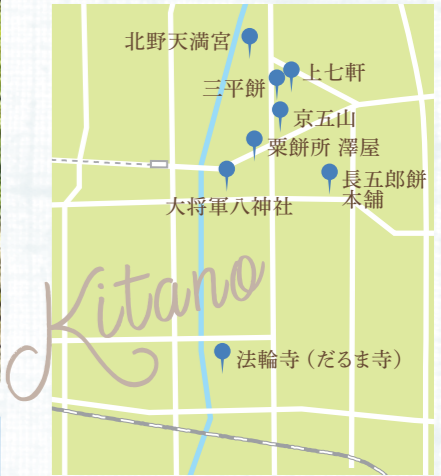 北野天満宮
上七軒
三平餅
京五山
粟餅所 澤屋
長五郎餅
本舗
大将軍八神社
Kitano
法輪寺（だるま寺）